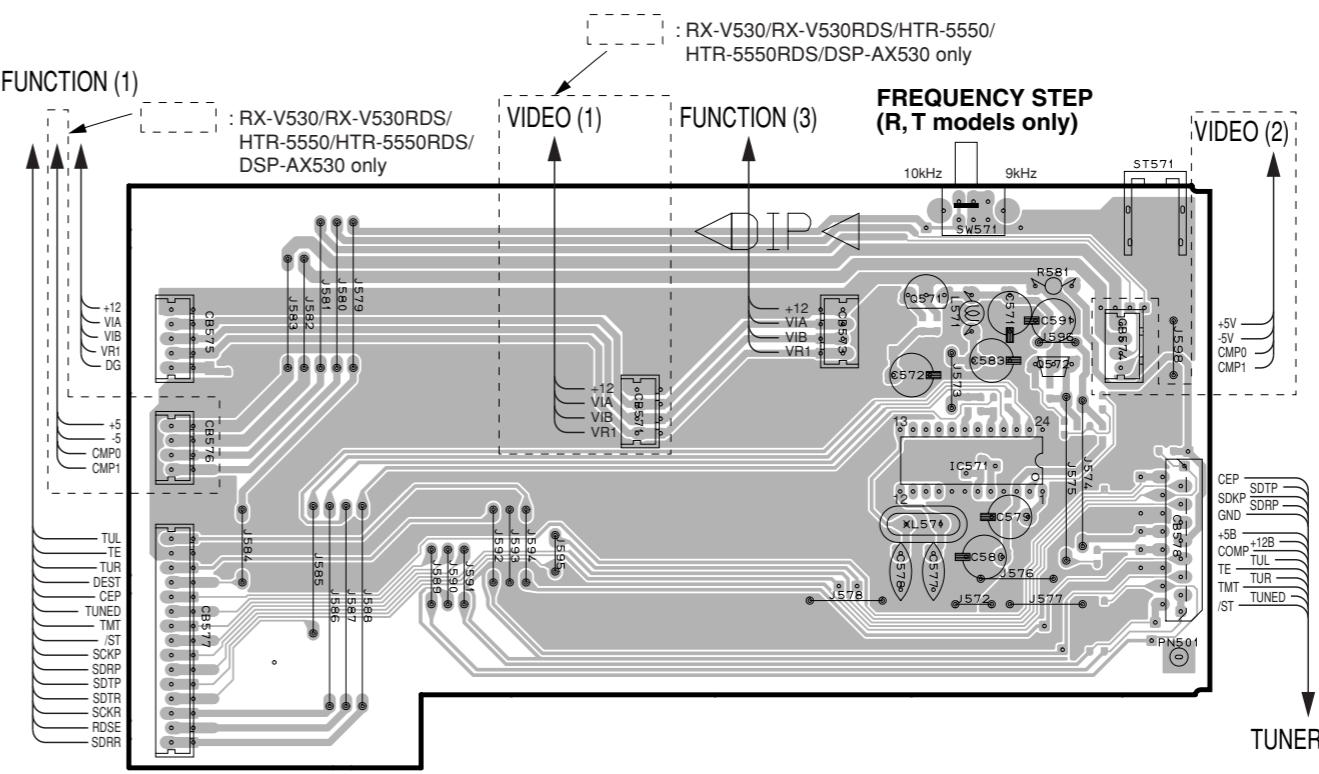 : RX-V530/RX-V530RDS/HTR-5550/
HTR-5550RDS/DSP-AX530 only
FUNCTION (1)
: RX-V530/RX-V530RDS/
HTR-5550/HTR-5550RDS/
DSP-AX530 only
VIDEO (1)
FUNCTION (3)
FREQUENCY STEP
(R, T models only)
VIDEO (2)
10kHz
9kHz
ST571
SW571
DIP
J583
J582
J581
J580
J579
+12
VIA
VIB
VR1
DG
CB575
+5
-5
CMP0
CMP1
CB576
+12
VIA
VIB
VR1
+12
VIA
VIB
VR1
CB573
Q571
L571
C571
R581
C591
J596
C572
J573
C583
Q572
J598
+5V
-5V
CMP0
CMP1
13
24
IC571
12
1
J575
J574
XL571
C579
C580
C578
C577
J576
J578
J572
J577
CB578
PN501
CEP
SDTP
SDKP
SDRP
GND
+5B
+12B
COMP
TUL
TE
TUR
TMT
TUNED
/ST
TUNER
TUL
TE
TUR
DEST
CEP
TUNED
TMT
/ST
SCKP
SDRP
SDTP
SDTR
SCKR
RDSE
SDRR
CB577
J584
J585
J586
J587
J588
J589
J590
J591
J592
J593
J594
J595